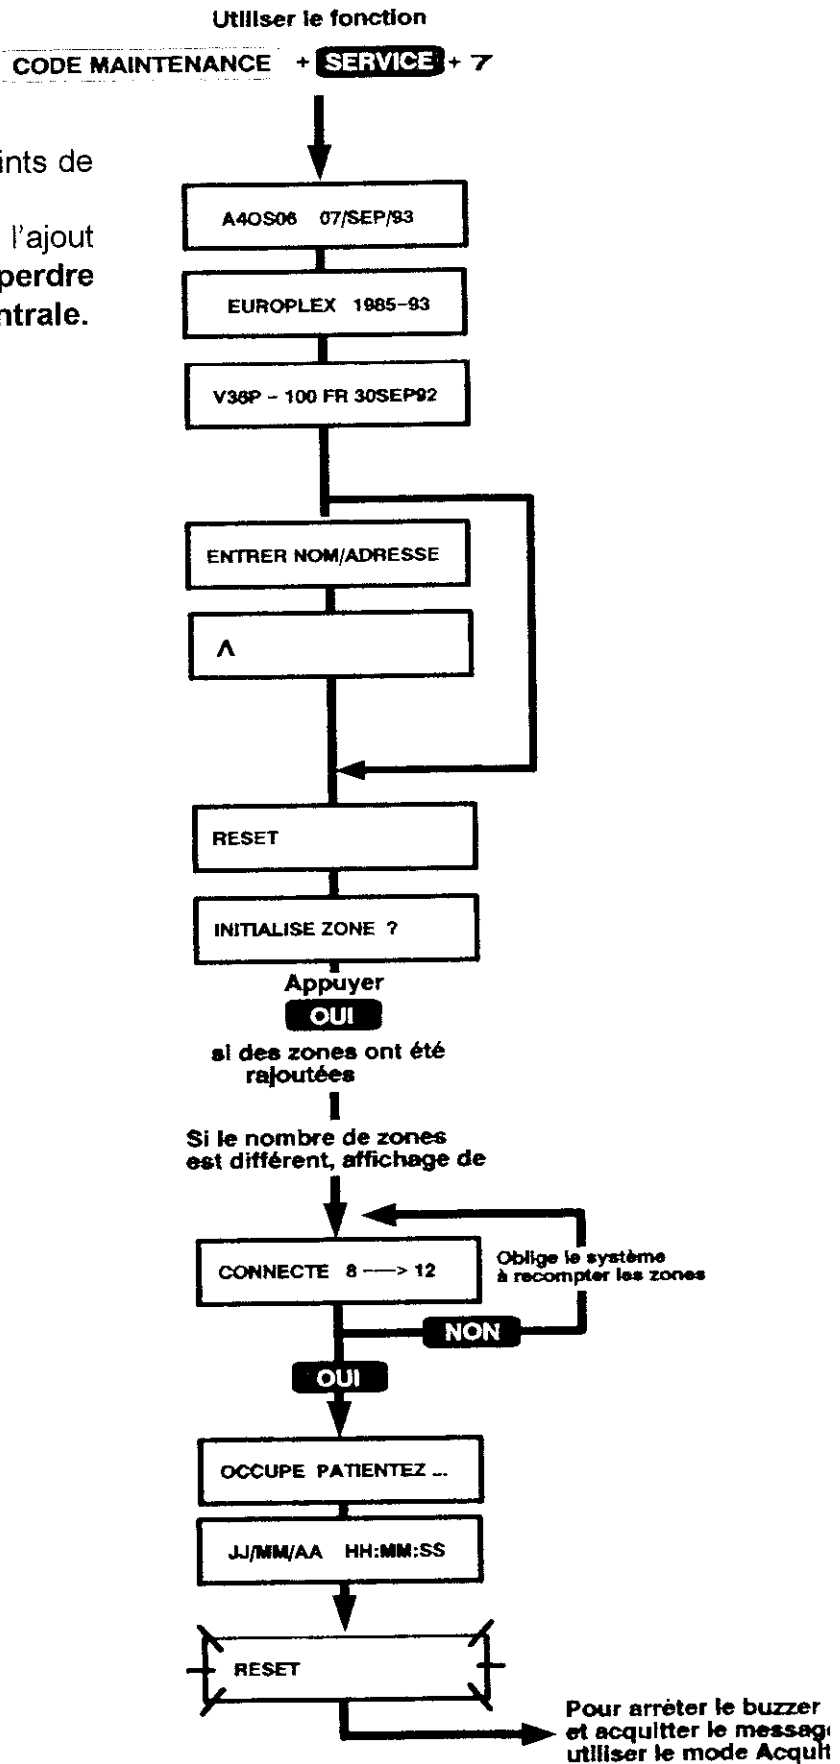 Utiliser le fonction
CODE MAINTENANCE + SERVICE + 7
ints de
l'ajout
perdre
ntrale.
A4OS06 07/SEP/93
EUROPLEX 1985-93
V36P - 100 FR 30SEP92
ENTRER NOM/ADRESSE
Λ
RESET
INITIALISE ZONE ?
Appuyer
OUI
si des zones ont été
rajoutées
Si le nombre de zones
est différent, affichage de
CONNECTE 8 ---> 12
Oblige le système
à recompter les zones
NON
OUI
OCCUPE PATIENTEZ ...
JJ/MM/AA HH:MM:SS
RESET
Pour arrèter le buzzer
et acquitter le message
utiliser le mode Acquit